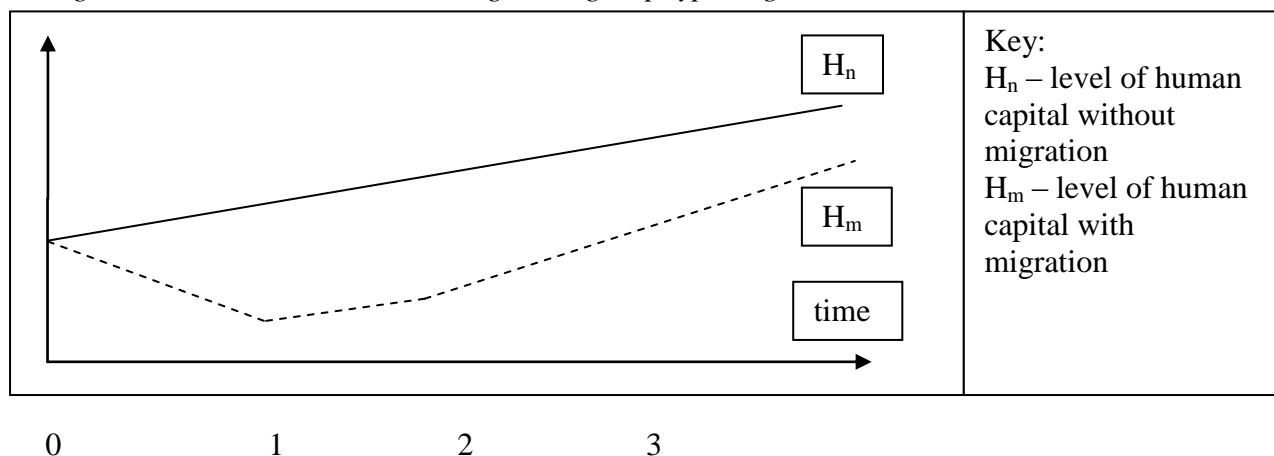 Hn
Hm
time
Key:
Hn – level of human
capital without
migration
Hm – level of human
capital with
migration
0 1 2 3